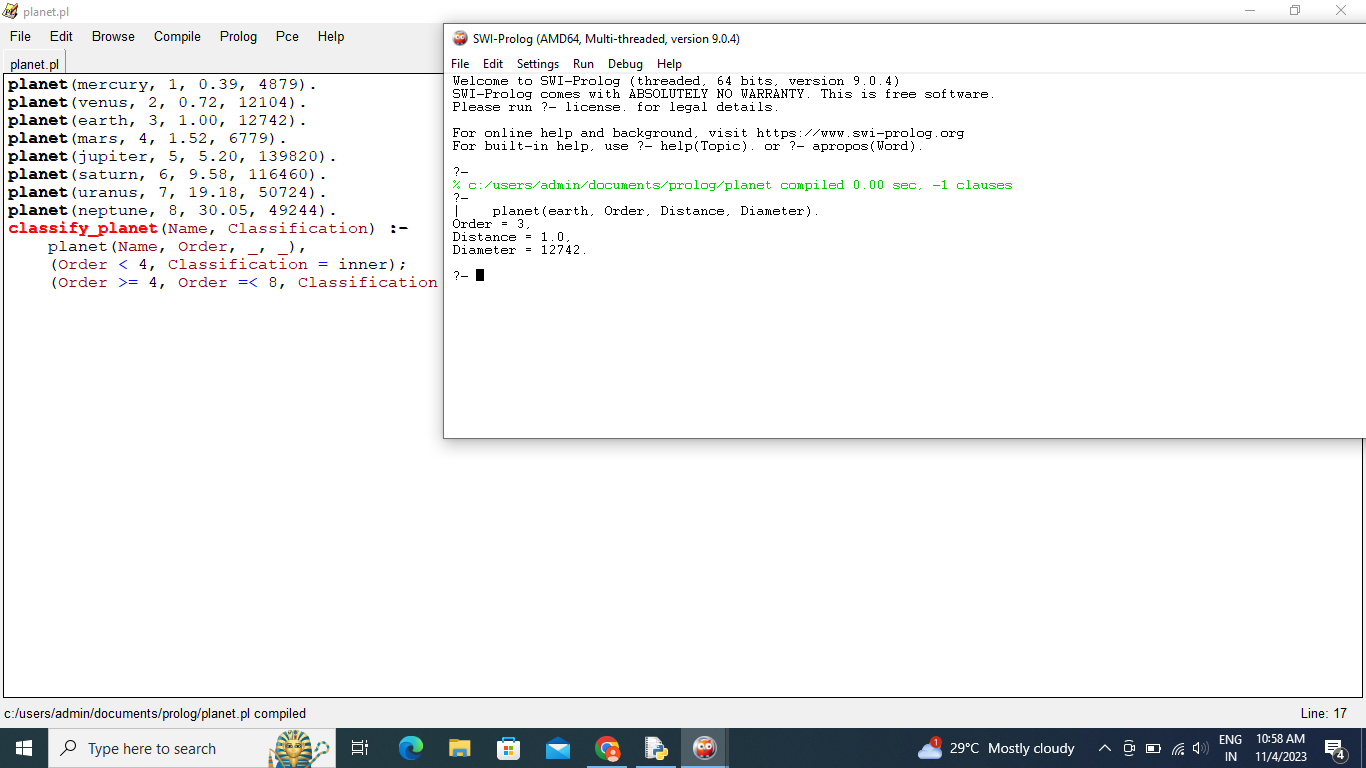 planet.pl
File Edit Browse Compile Prolog Pce Help
planet.pl
planet(mercury, 1, 0.39, 4879).
planet(venus, 2, 0.72, 12104).
planet(earth, 3, 1.00, 12742).
planet(mars, 4, 1.52, 6779).
planet(jupiter, 5, 5.20, 139820).
planet(saturn, 6, 9.58, 116460).
planet(uranus, 7, 19.18, 50724).
planet(neptune, 8, 30.05, 49244).
classify_planet(Name, Classification) :-
    planet(Name, Order, _, _),
    (Order < 4, Classification = inner);
    (Order >= 4, Order =< 8, Classification
SWI-Prolog (AMD64, Multi-threaded, version 9.0.4)
File Edit Settings Run Debug Help
Welcome to SWI-Prolog (threaded, 64 bits, version 9.0.4)
SWI-Prolog comes with ABSOLUTELY NO WARRANTY. This is free software.
Please run ?- license. for legal details.
For online help and background, visit https://www.swi-prolog.org
For built-in help, use ?- help(Topic). or ?- apropos(Word).
?-
% c:/users/admin/documents/prolog/planet compiled 0.00 sec, -1 clauses
?-
|    planet(earth, Order, Distance, Diameter).
Order = 3,
Distance = 1.0,
Diameter = 12742.
?-
c:/users/admin/documents/prolog/planet.pl compiled
Line: 17
Type here to search
1
29°C Mostly cloudy
ENG
IN
10:58 AM
11/4/2023
4